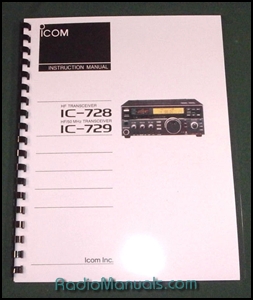 ICOM
INSTRUCTION MANUAL
HF TRANSCEIVER
IC-728
HF/50 MHz TRANSCEIVER
IC-729
Icom Inc.
RadioManuals.com